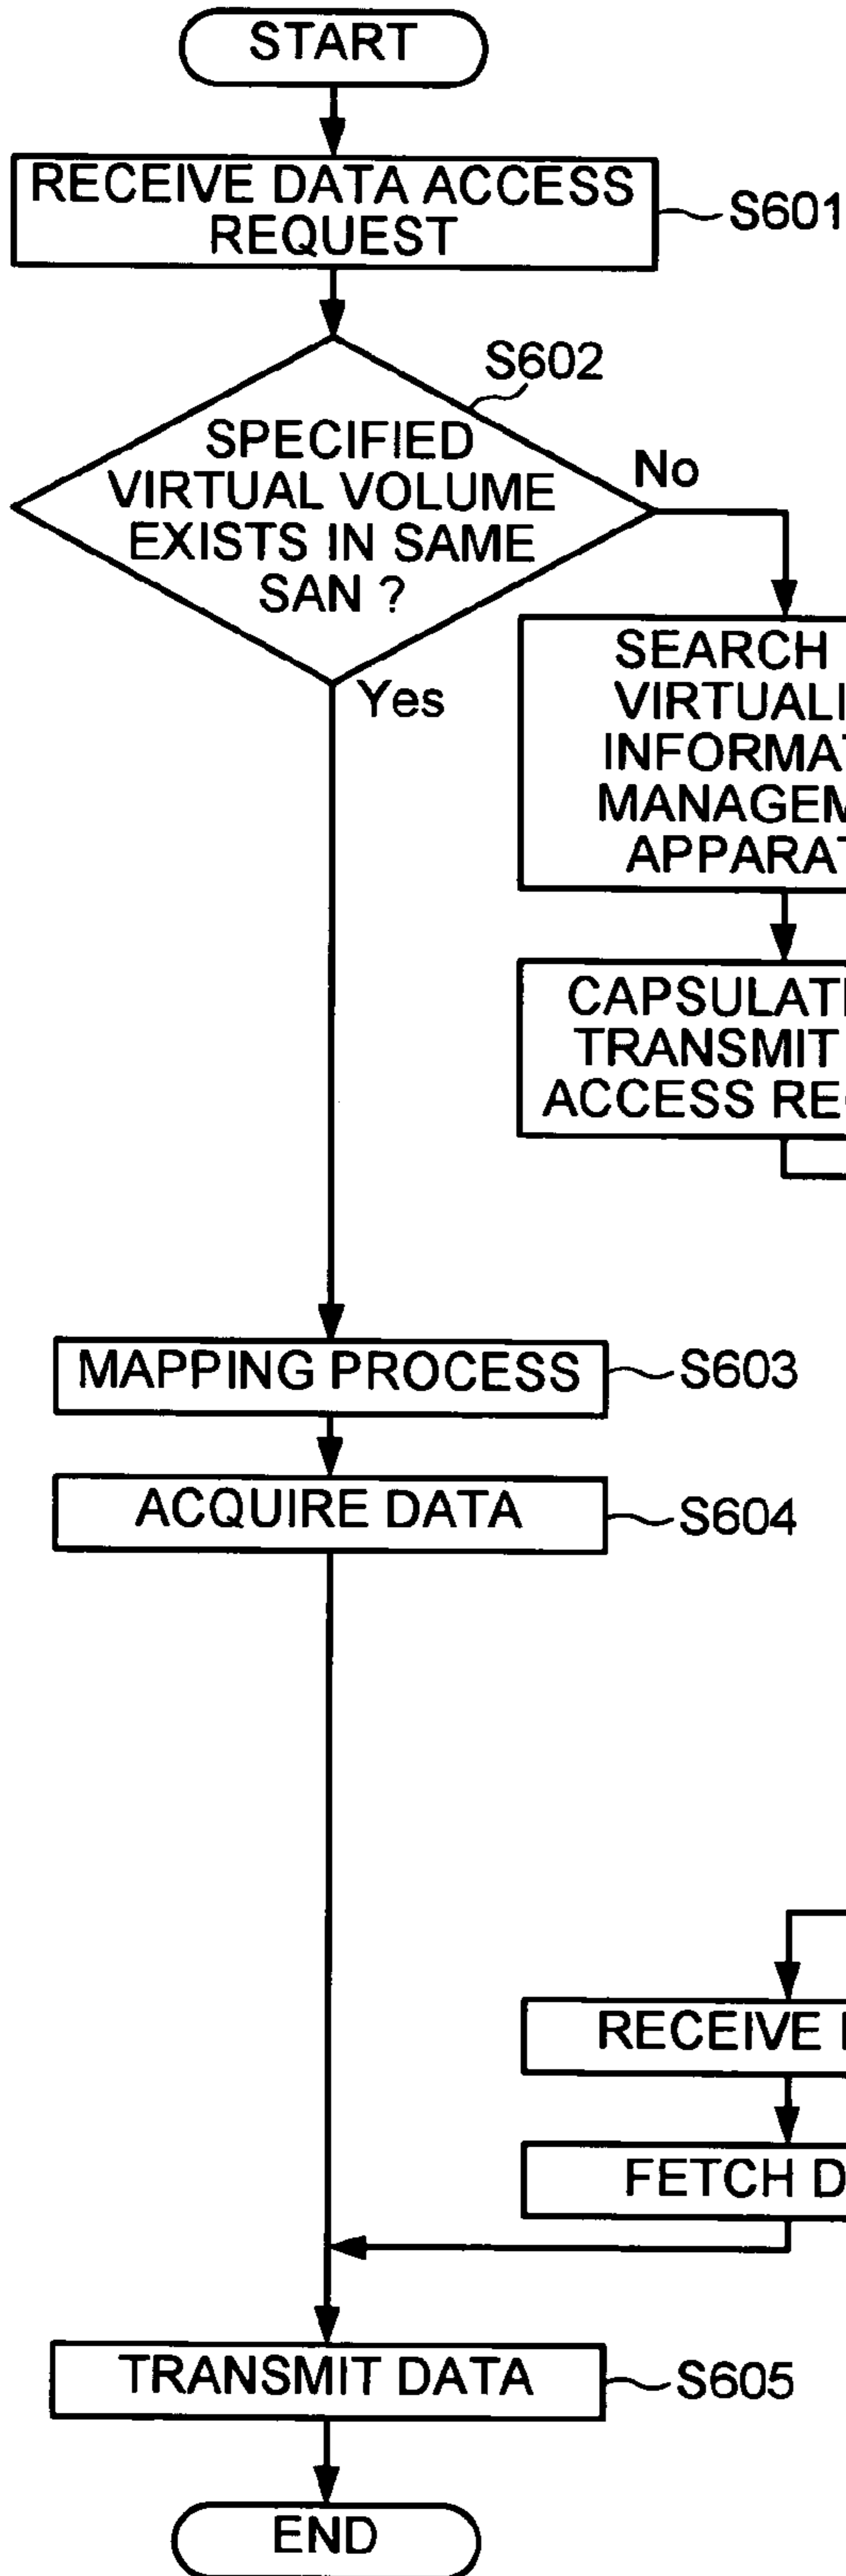 START
RECEIVE DATA ACCESS
REQUEST
S601
S602
SPECIFIED
VIRTUAL VOLUME
EXISTS IN SAME
SAN ?
No
Yes
SEARCH
VIRTUALI
INFORMAT
MANAGEM
APPARAT
CAPSULAT
TRANSMIT
ACCESS RE
MAPPING PROCESS
S603
ACQUIRE DATA
S604
RECEIVE
FETCH D
TRANSMIT DATA
S605
END